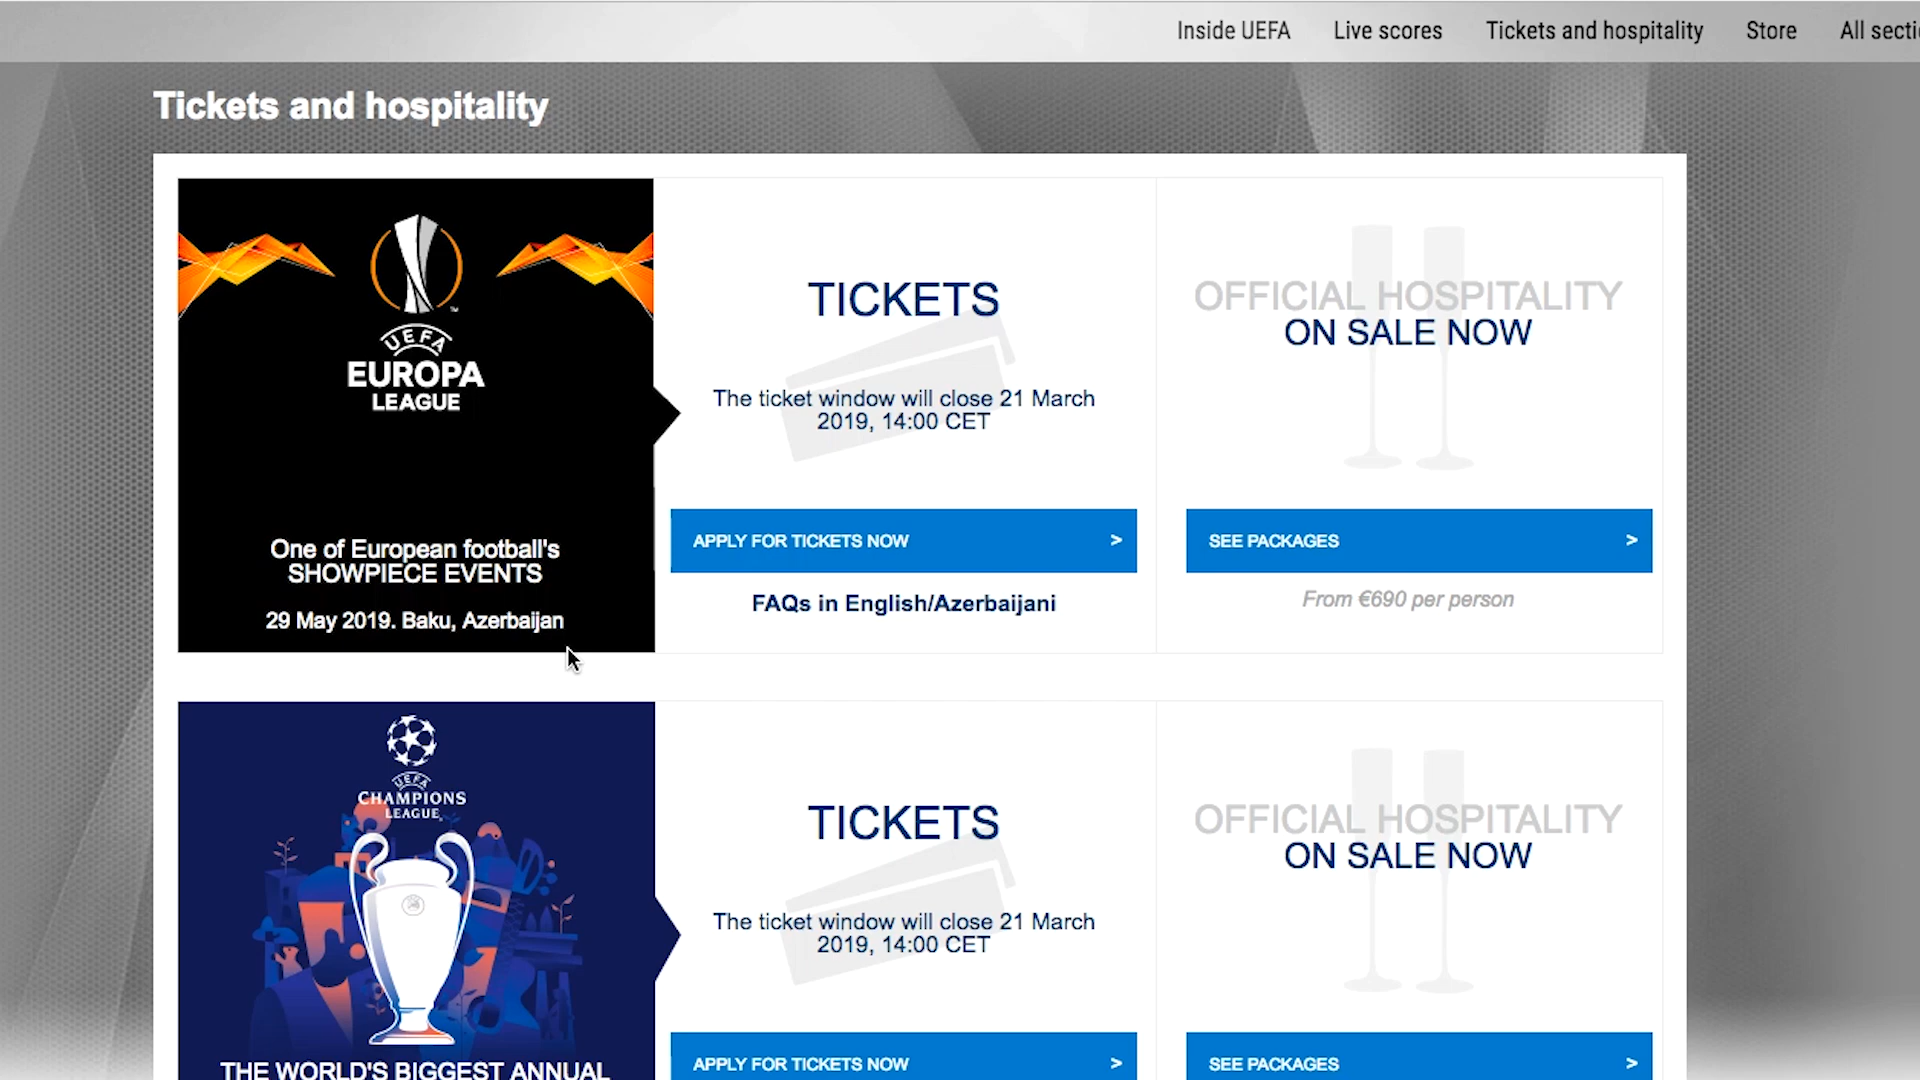 Inside UEFA Live scores Tickets and hospitality Store All secti
Tickets and hospitality
UEFA
EUROPA
LEAGUE
One of European football's
SHOWPIECE EVENTS
29 May 2019. Baku, Azerbaijan
TICKETS
The ticket window will close 21 March
2019, 14:00 CET
APPLY FOR TICKETS NOW >
FAQs in English/Azerbaijani
OFFICIAL HOSPITALITY
ON SALE NOW
SEE PACKAGES >
From €690 per person
UEFA
CHAMPIONS
LEAGUE
THE WORLD'S BIGGEST ANNUAL
TICKETS
The ticket window will close 21 March
2019, 14:00 CET
APPLY FOR TICKETS NOW >
OFFICIAL HOSPITALITY
ON SALE NOW
SEE PACKAGES >